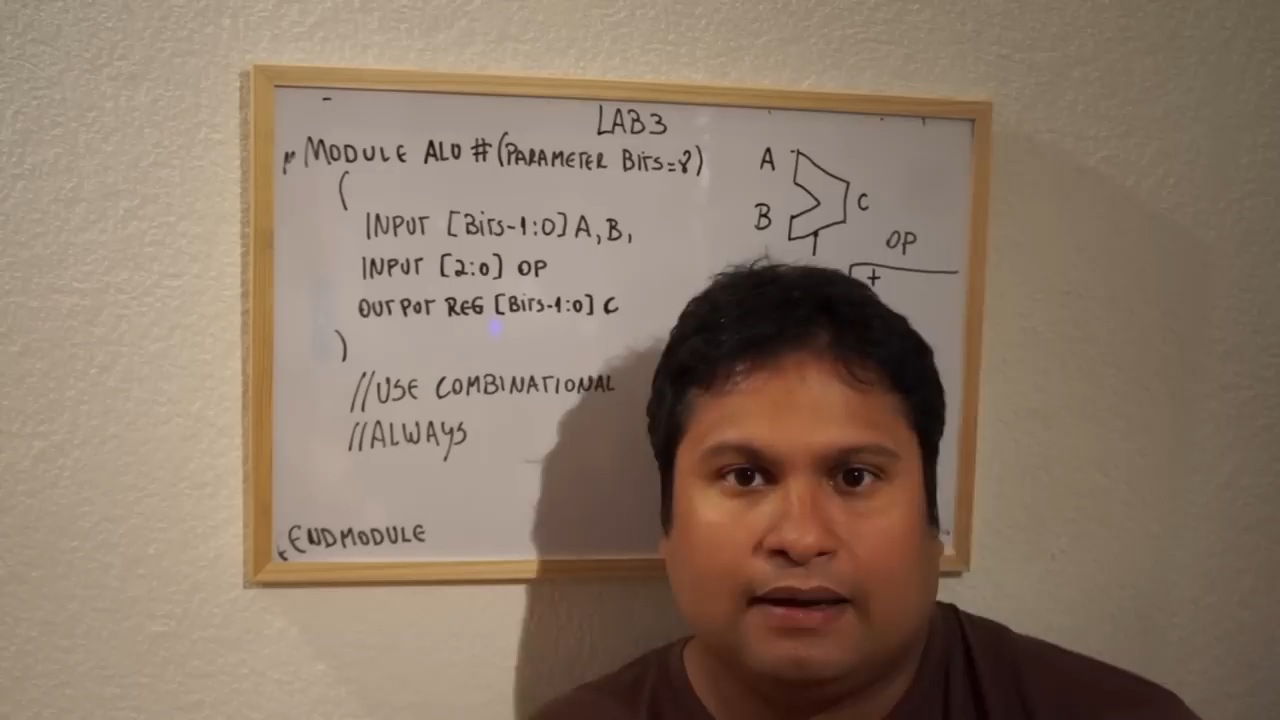 LAB3
MODULE ALU #(PARAMETER Bits=8)
(
INPUT [Bits-1:0] A, B,
INPUT [2:0] OP
OUTPUT REG [Bits-1:0] C
)
//USE COMBINATIONAL
//ALWAYS
ENDMODULE
A
B
C
OP
+